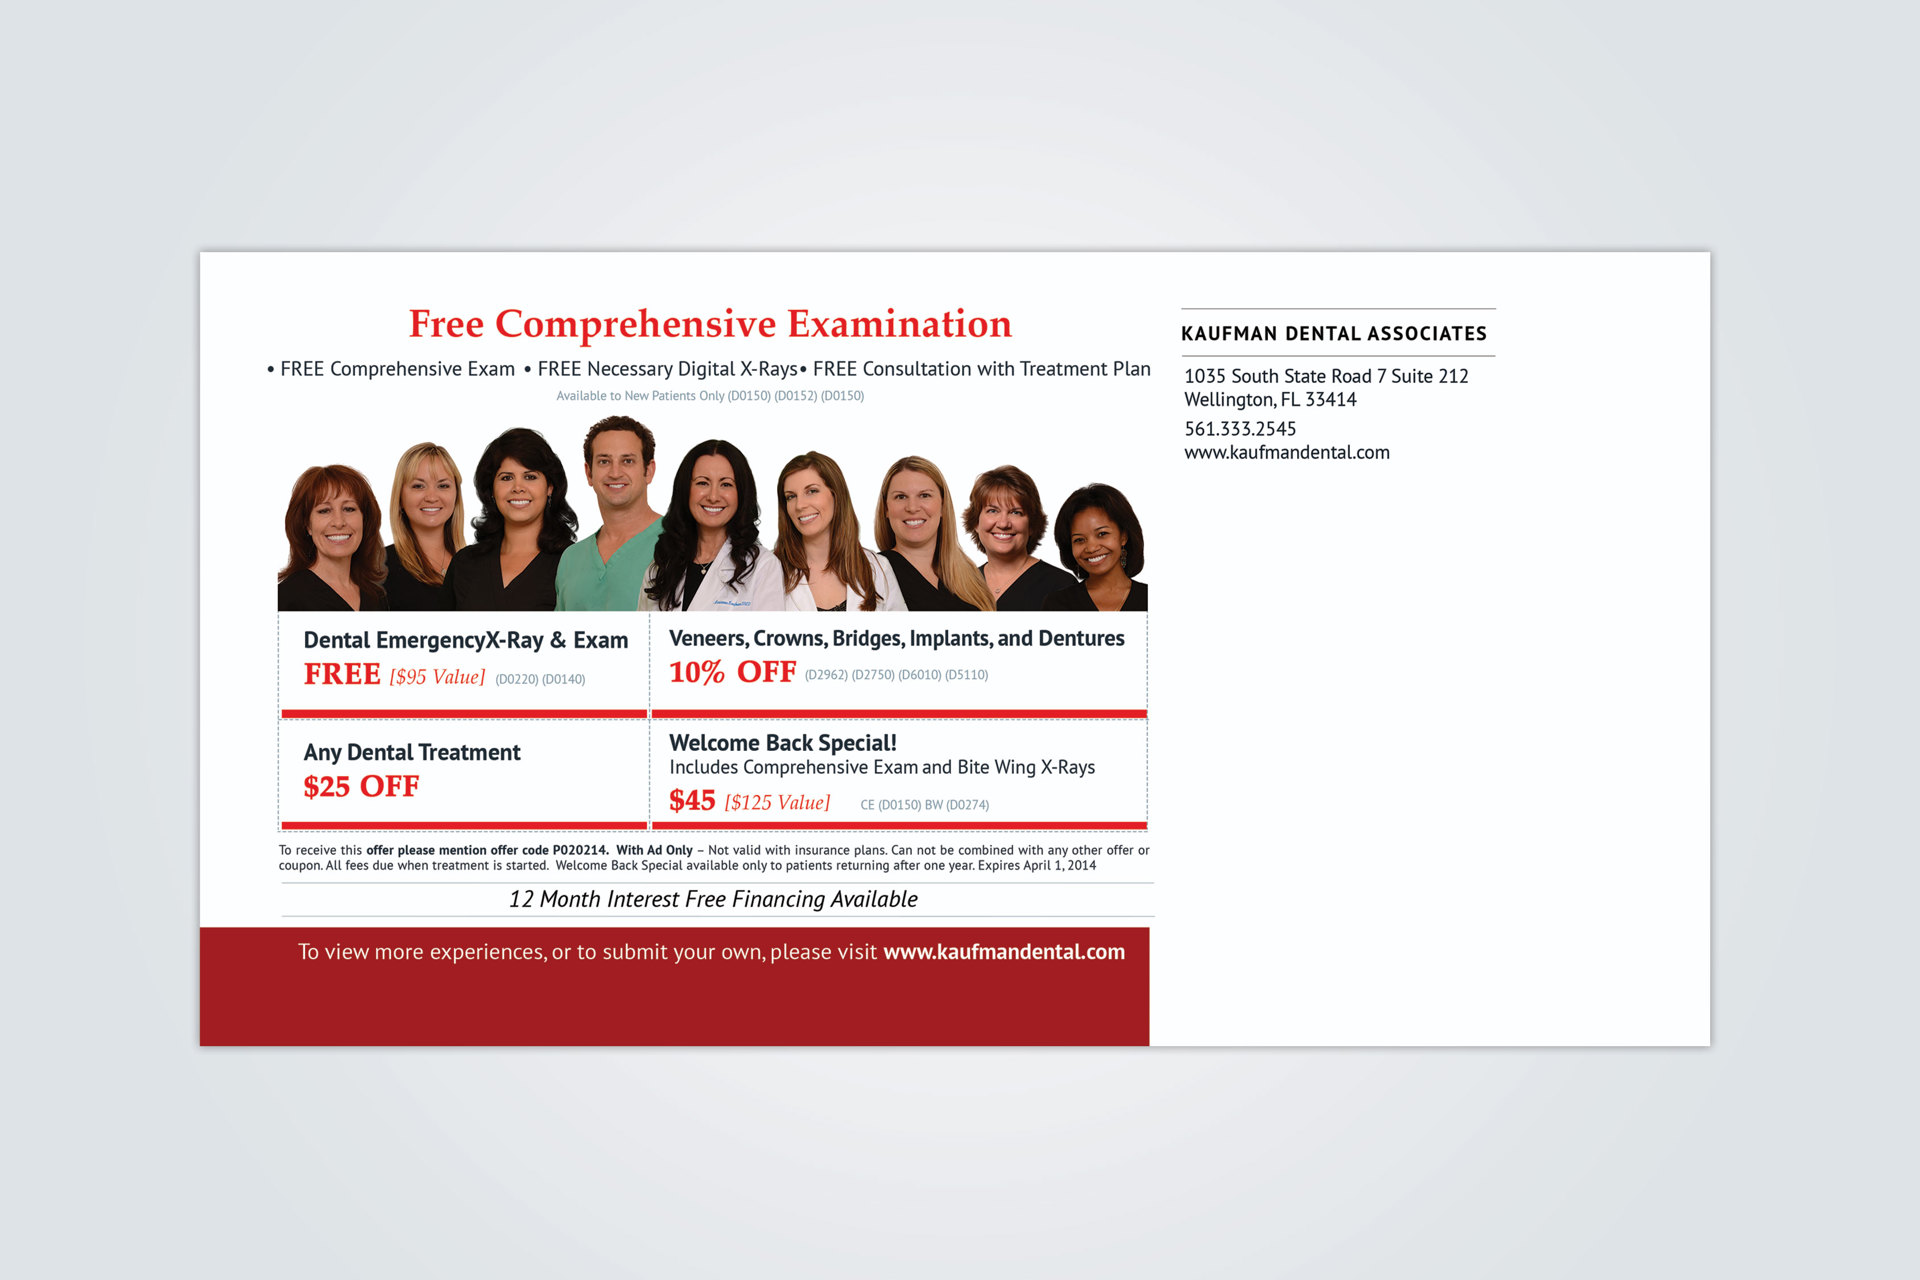 Free Comprehensive Examination
• FREE Comprehensive Exam • FREE Necessary Digital X-Rays• FREE Consultation with Treatment Plan
Available to New Patients Only (D0150) (D0152) (D0150)
Dental EmergencyX-Ray & Exam
FREE [$95 Value] (D0220) (D0140)
Veneers, Crowns, Bridges, Implants, and Dentures
10% OFF (D2962) (D2750) (D6010) (D5110)
Any Dental Treatment
$25 OFF
Welcome Back Special!
Includes Comprehensive Exam and Bite Wing X-Rays
$45 [$125 Value] CE (D0150) BW (D0274)
To receive this offer please mention offer code P020214. With Ad Only – Not valid with insurance plans. Can not be combined with any other offer or
coupon. All fees due when treatment is started. Welcome Back Special available only to patients returning after one year. Expires April 1, 2014
12 Month Interest Free Financing Available
To view more experiences, or to submit your own, please visit www.kaufmandental.com
KAUFMAN DENTAL ASSOCIATES
1035 South State Road 7 Suite 212
Wellington, FL 33414
561.333.2545
www.kaufmandental.com